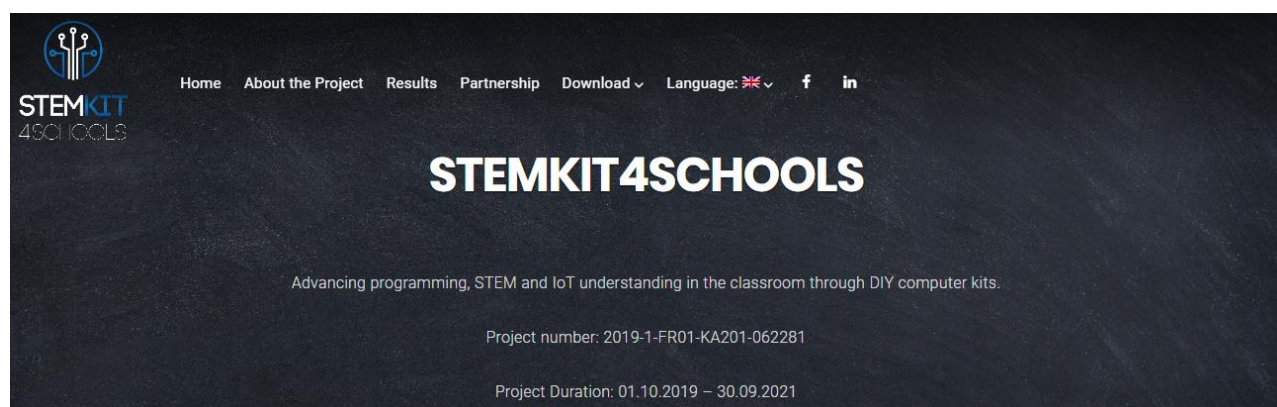 STEMKIT
4SCHOOLS
Home About the Project Results Partnership Download Language: f in
STEMKIT4SCHOOLS
Advancing programming, STEM and IoT understanding in the classroom through DIY computer kits.
Project number: 2019-1-FR01-KA201-062281
Project Duration: 01.10.2019 – 30.09.2021